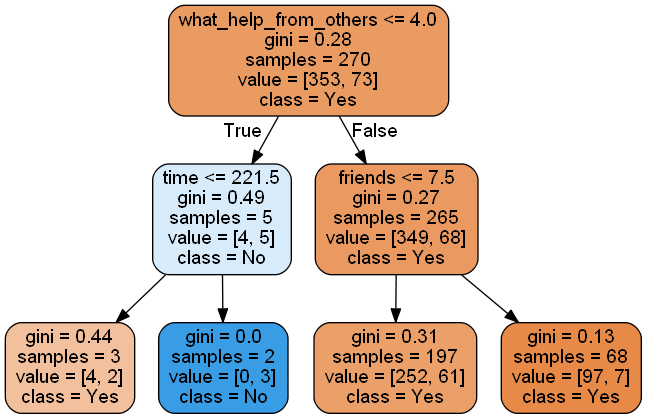 what_help_from_others <= 4.0
gini = 0.28
samples = 270
value = [353, 73]
class = Yes
True
False
time <= 221.5
gini = 0.49
samples = 5
value = [4, 5]
class = No
friends <= 7.5
gini = 0.27
samples = 265
value = [349, 68]
class = Yes
gini = 0.44
samples = 3
value = [4, 2]
class = Yes
gini = 0.0
samples = 2
value = [0, 3]
class = No
gini = 0.31
samples = 197
value = [252, 61]
class = Yes
gini = 0.13
samples = 68
value = [97, 7]
class = Yes